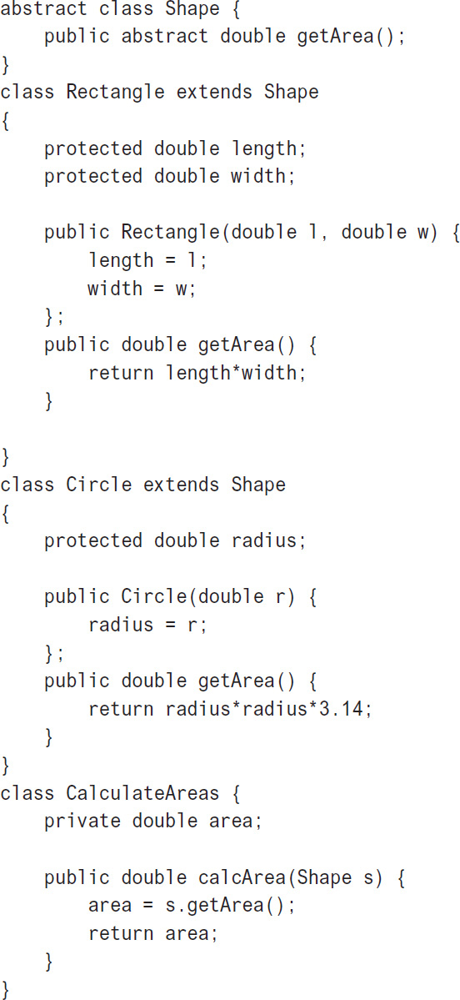 abstract class Shape {
    public abstract double getArea();
}
class Rectangle extends Shape
{
    protected double length;
    protected double width;

    public Rectangle(double l, double w) {
        length = l;
        width = w;
    };
    public double getArea() {
        return length*width;
    }

}
class Circle extends Shape
{
    protected double radius;

    public Circle(double r) {
        radius = r;
    };
    public double getArea() {
        return radius*radius*3.14;
    }
}
class CalculateAreas {
    private double area;

    public double calcArea(Shape s) {
        area = s.getArea();
        return area;
    }
}